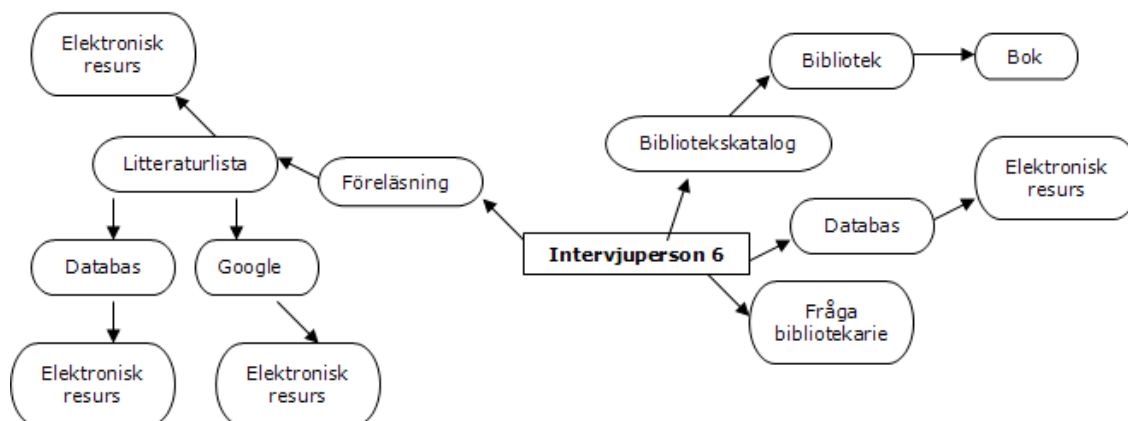 Elektronisk
resurs
Bibliotek
Bok
Bibliotekskatalog
Litteraturlista
Föreläsning
Elektronisk
resurs
Databas
Intervjuperson 6
Databas
Google
Fråga
bibliotekarie
Elektronisk
resurs
Elektronisk
resurs